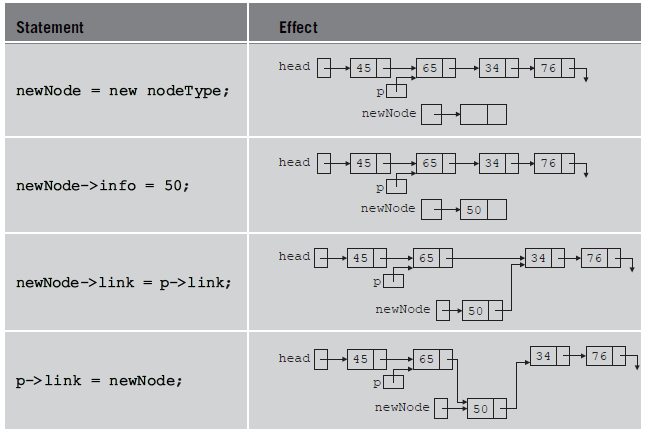 Statement Effect
newNode = new nodeType;
head 45 65 34 76
p
newNode
newNode->info = 50;
head 45 65 34 76
p
newNode 50
newNode->link = p->link;
head 45 65 34 76
p
newNode 50
p->link = newNode;
head 45 65 34 76
p
newNode 50